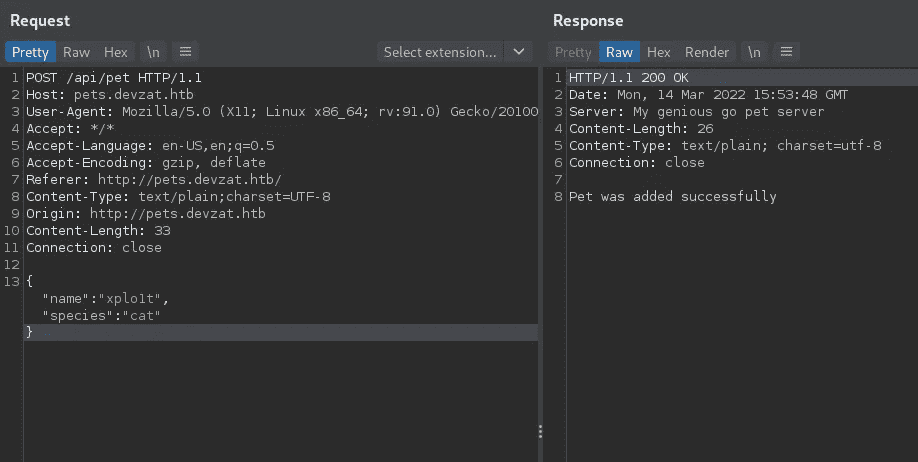 Request
Pretty Raw Hex \n Select extension...
1 POST /api/pet HTTP/1.1
2 Host: pets.devzat.htb
3 User-Agent: Mozilla/5.0 (X11; Linux x86_64; rv:91.0) Gecko/20100
4 Accept: */*
5 Accept-Language: en-US,en;q=0.5
6 Accept-Encoding: gzip, deflate
7 Referer: http://pets.devzat.htb/
8 Content-Type: text/plain;charset=UTF-8
9 Origin: http://pets.devzat.htb
10 Content-Length: 33
11 Connection: close
12
13 {
"name":"xplo1t",
"species":"cat"
}
Response
Pretty Raw Hex Render \n
1 HTTP/1.1 200 OK
2 Date: Mon, 14 Mar 2022 15:53:48 GMT
3 Server: My genious go pet server
4 Content-Length: 26
5 Content-Type: text/plain; charset=utf-8
6 Connection: close
7
8 Pet was added successfully